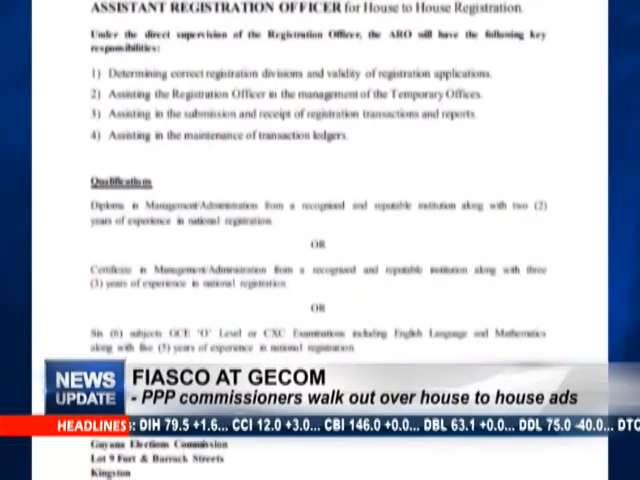 ASSISTANT REGISTRATION OFFICER for House to House Registration.
Under the direct supervision of the Registration Officer, the ARO will have the following key
responsibilities:
1) Determining correct registration divisions and validity of registration applications.
2) Assisting the Registration Officer in the management of the Temporary Offices.
3) Assisting in the submission and receipt of registration transactions and reports.
4) Assisting in the maintenance of transaction ledgers.
Qualifications
Diploma in Management/Administration from a recognised and reputable institution along with two (2)
years of experience in national registration.
OR
Certificate in Management/Administration from a recognised and reputable institution along with three
(3) years of experience in national registration.
OR
Six (6) subjects GCE 'O' Level or CXC Examinations including English Language and Mathematics
along with five (5) years of experience in national registration.
NEWS
UPDATE
FIASCO AT GECOM
- PPP commissioners walk out over house to house ads
HEADLINES : DIH 79.5 +1.6... CCI 12.0 +3.0... CBI 146.0 +0.0... DBL 63.1 +0.0... DDL 75.0 -40.0... DTC
Guyana Elections Commission
Lot 9 Fort & Barrack Streets
Kingston